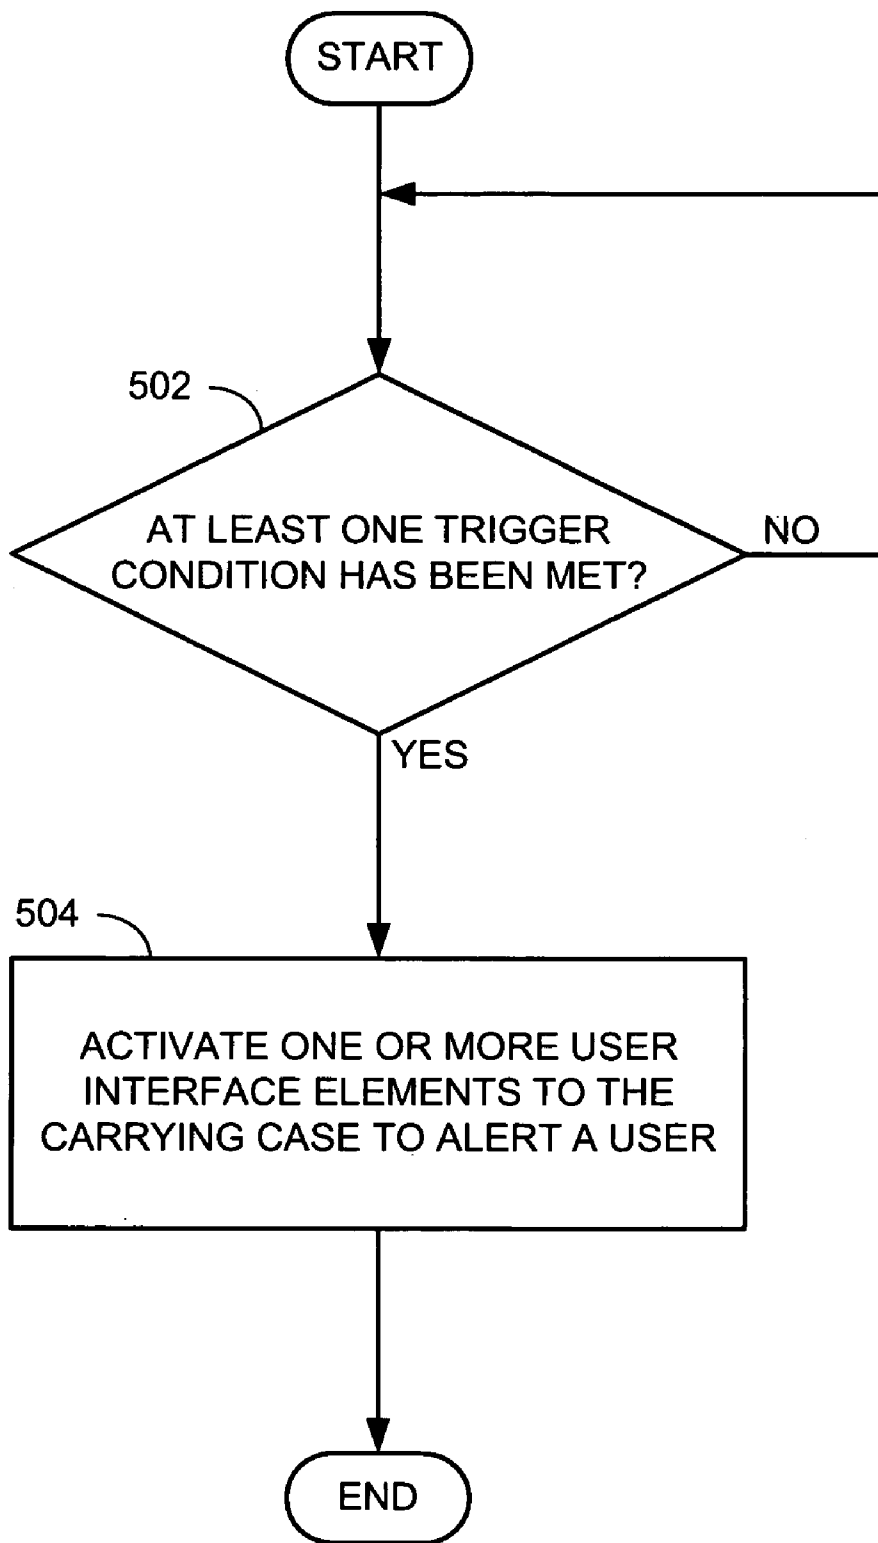 START
502
AT LEAST ONE TRIGGER
CONDITION HAS BEEN MET?
NO
YES
504
ACTIVATE ONE OR MORE USER
INTERFACE ELEMENTS TO THE
CARRYING CASE TO ALERT A USER
END